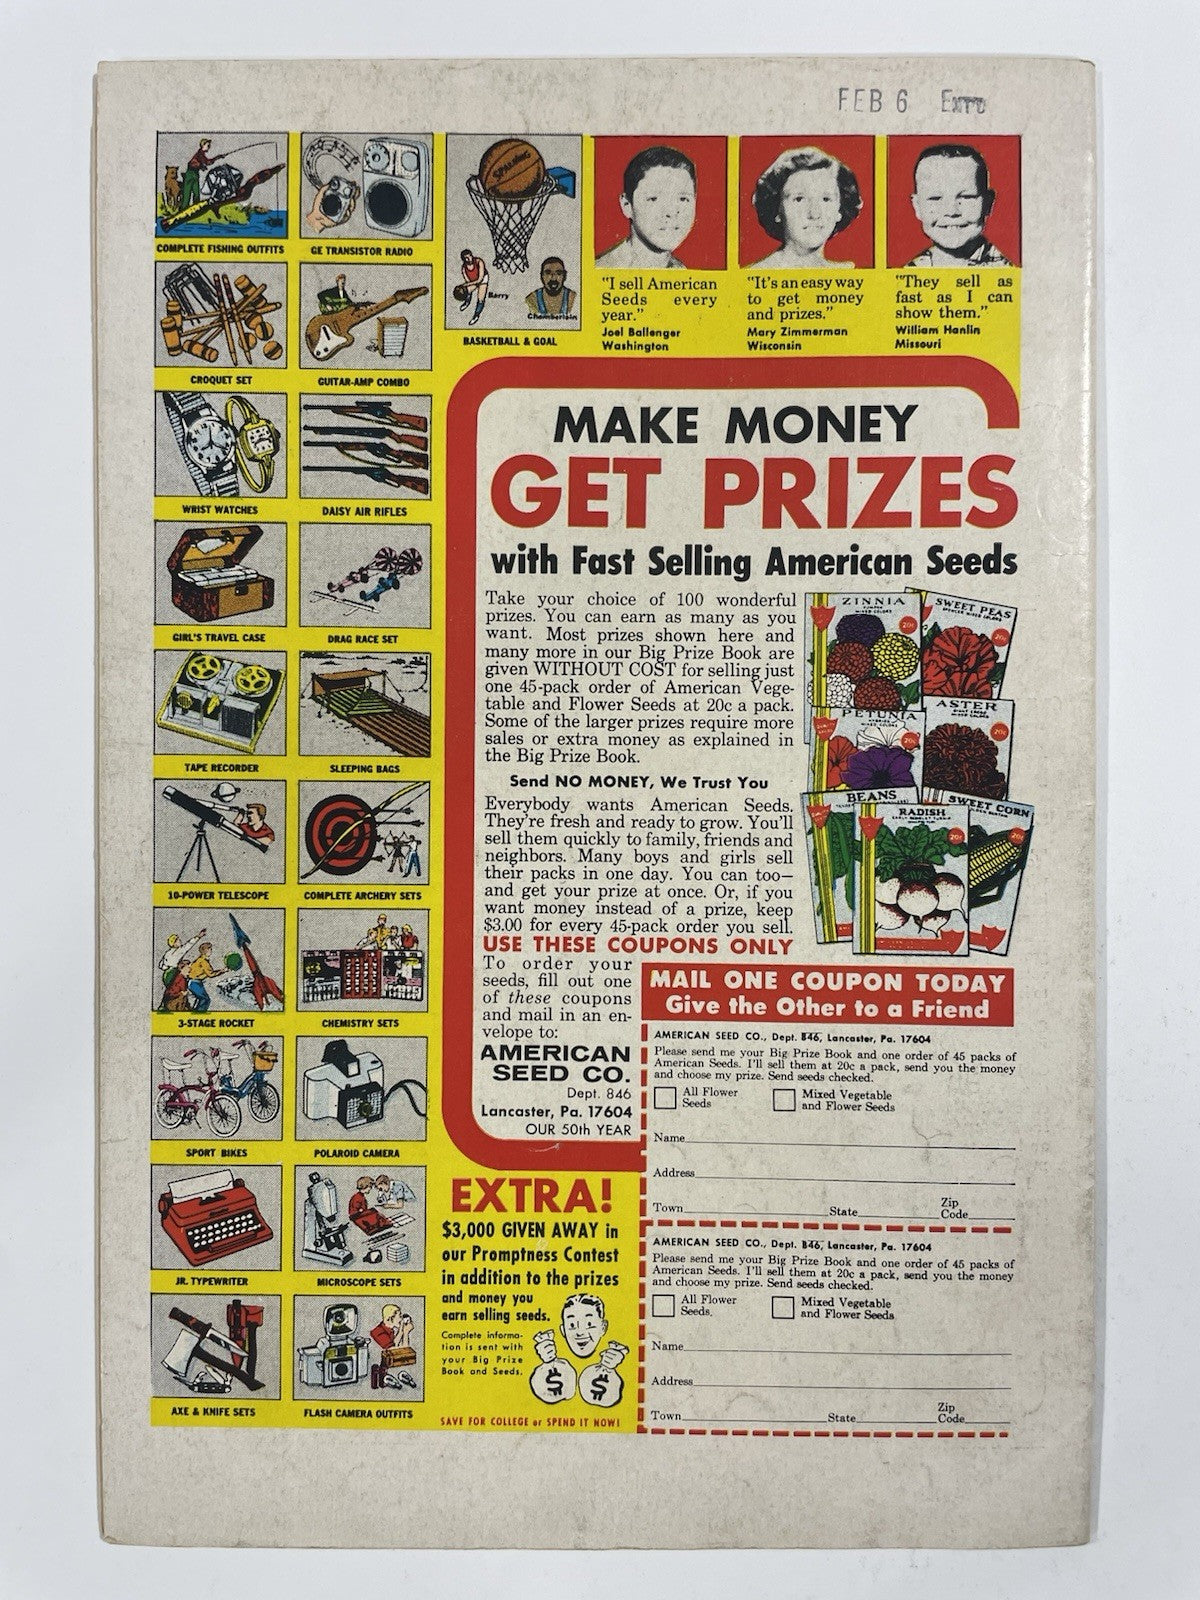 FEB 6
COMPLETE FISHING OUTFITS
GE TRANSISTOR RADIO
SPALDING
Barry
Chamberlain
BASKETBALL & GOAL
"I sell American
Seeds every
year."
Joel Ballenger
Washington
"It's an easy way
to get money
and prizes."
Mary Zimmerman
Wisconsin
"They sell as
fast as I can
show them."
William Hanlin
Missouri
CROQUET SET
GUITAR-AMP COMBO
WRIST WATCHES
DAISY AIR RIFLES
GIRL'S TRAVEL CASE
DRAG RACE SET
TAPE RECORDER
SLEEPING BAGS
10-POWER TELESCOPE
COMPLETE ARCHERY SETS
3-STAGE ROCKET
CHEMISTRY SETS
SPORT BIKES
POLAROID CAMERA
JR. TYPEWRITER
MICROSCOPE SETS
AXE & KNIFE SETS
FLASH CAMERA OUTFITS
MAKE MONEY
GET PRIZES
with Fast Selling American Seeds
Take your choice of 100 wonderful
prizes. You can earn as many as you
want. Most prizes shown here and
many more in our Big Prize Book are
given WITHOUT COST for selling just
one 45-pack order of American Vege-
table and Flower Seeds at 20c a pack.
Some of the larger prizes require more
sales or extra money as explained in
the Big Prize Book.
Send NO MONEY, We Trust You
Everybody wants American Seeds.
They're fresh and ready to grow. You'll
sell them quickly to family, friends and
neighbors. Many boys and girls sell
their packs in one day. You can too—
and get your prize at once. Or, if you
want money instead of a prize, keep
$3.00 for every 45-pack order you sell.
USE THESE COUPONS ONLY
To order your
seeds, fill out one
of these coupons
and mail in an en-
velope to:
AMERICAN
SEED CO.
Dept. 846
Lancaster, Pa. 17604
OUR 50th YEAR
ZINNIA
MIXED COLORS
20c
SWEET PEAS
MIXED COLORS
20c
PETUNIA
MIXED COLORS
20c
ASTER
MIXED COLORS
20c
BEANS
RADISH
20c
SWEET CORN
20c
MAIL ONE COUPON TODAY
Give the Other to a Friend
AMERICAN SEED CO., Dept. 846, Lancaster, Pa. 17604
Please send me your Big Prize Book and one order of 45 packs of
American Seeds. I'll sell them at 20c a pack, send you the money
and choose my prize. Send seeds checked.
All Flower
Seeds
Mixed Vegetable
and Flower Seeds
Name
Address
Town State Zip
Code
AMERICAN SEED CO., Dept. 846, Lancaster, Pa. 17604
Please send me your Big Prize Book and one order of 45 packs of
American Seeds. I'll sell them at 20c a pack, send you the money
and choose my prize. Send seeds checked.
All Flower
Seeds.
Mixed Vegetable
and Flower Seeds
Name
Address
Town State Zip
Code
EXTRA!
$3,000 GIVEN AWAY in
our Promptness Contest
in addition to the prizes
and money you
earn selling seeds.
Complete informa-
tion is sent with
your Big Prize
Book and Seeds.
$ $
SAVE FOR COLLEGE or SPEND IT NOW!